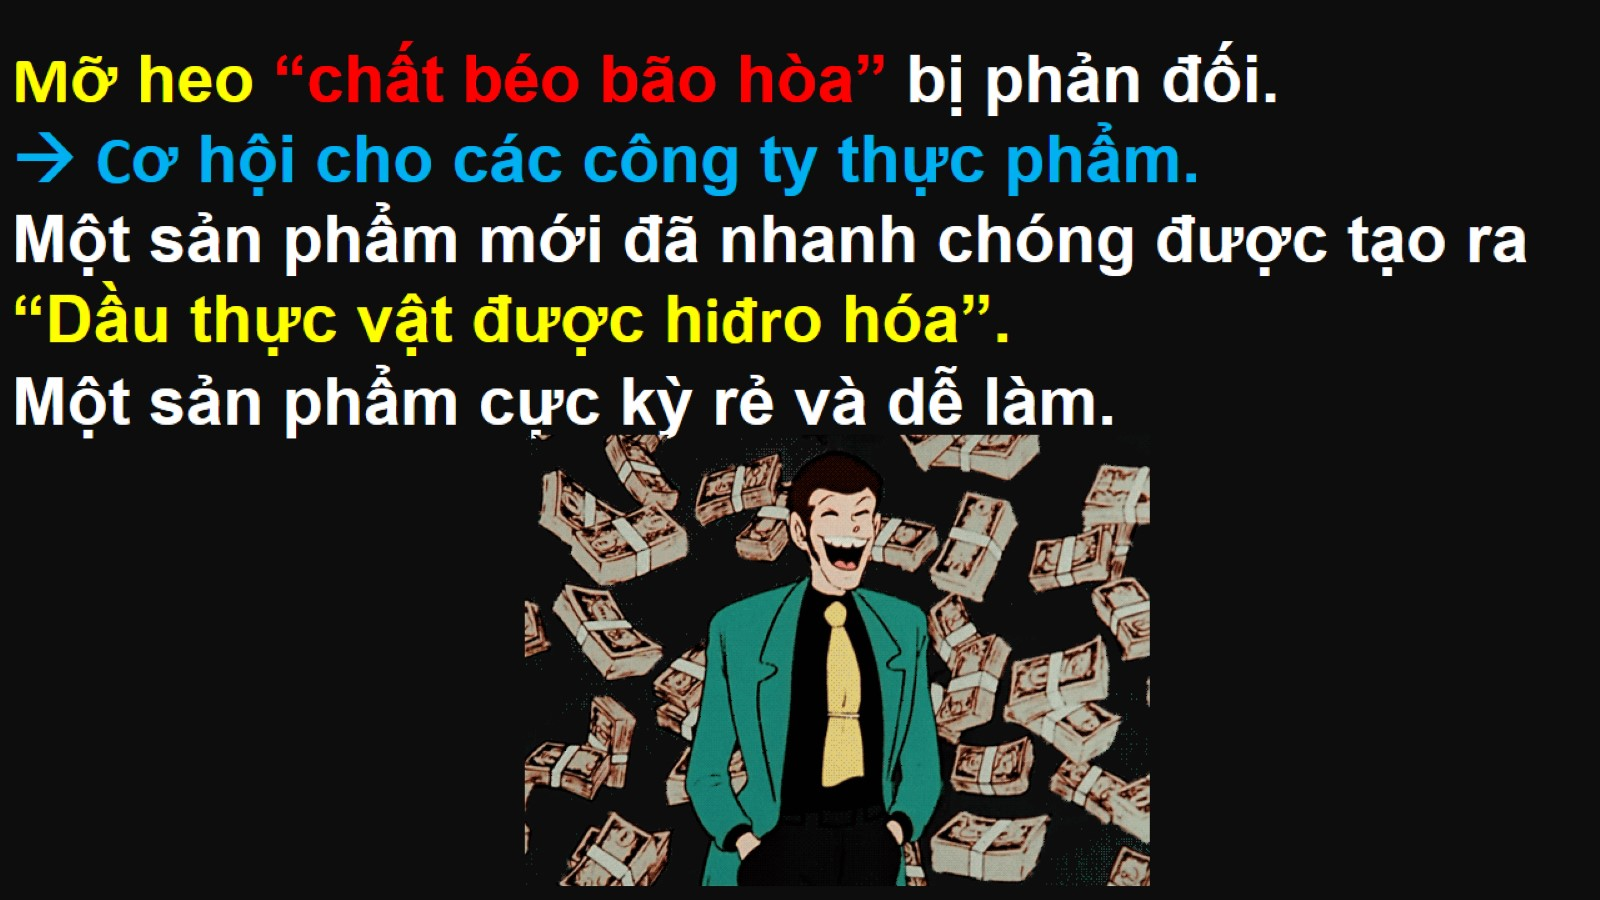 Mỡ heo “chất béo bão hòa” bị phản đối.
→ Cơ hội cho các công ty thực phẩm.
Một sản phẩm mới đã nhanh chóng được tạo ra
“Dầu thực vật được hiđro hóa”.
Một sản phẩm cực kỳ rẻ và dễ làm.